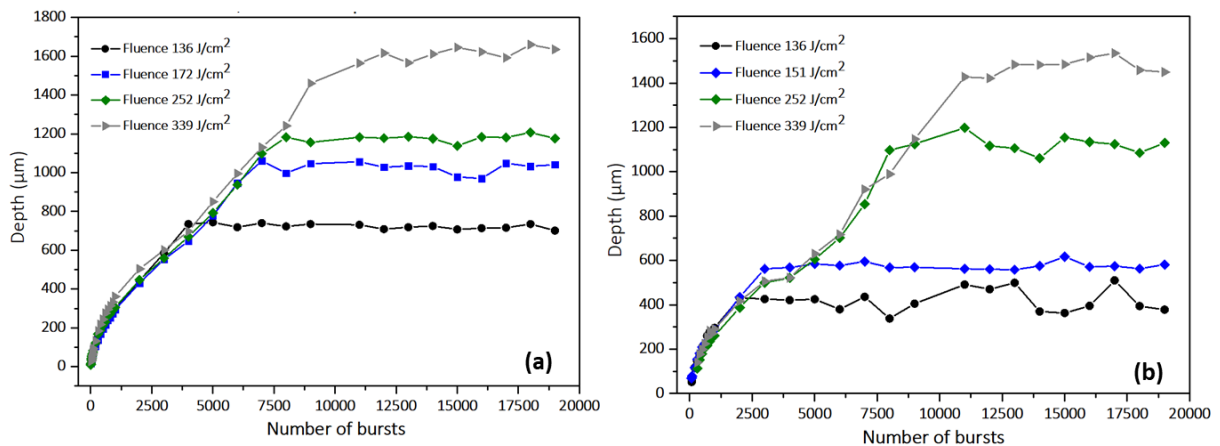 1800
1600
1400
1200
1000
800
600
400
200
0
Depth (µm)
Fluence 136 J/cm²
Fluence 172 J/cm²
Fluence 252 J/cm²
Fluence 339 J/cm²
(a)
0 2500 5000 7500 10000 12500 15000 17500 20000
Number of bursts
1600
1400
1200
1000
800
600
400
200
0
Depth (µm)
Fluence 136 J/cm²
Fluence 151 J/cm²
Fluence 252 J/cm²
Fluence 339 J/cm²
(b)
0 2500 5000 7500 10000 12500 15000 17500 20000
Number of bursts